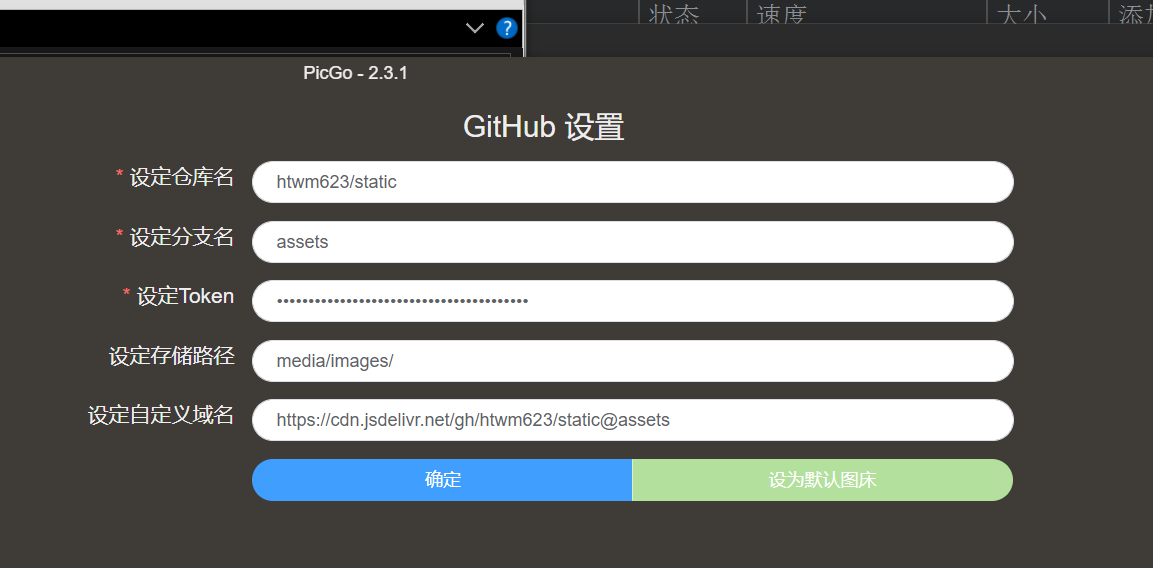 状态 速度 大小 添加
?
PicGo - 2.3.1
GitHub 设置
* 设定仓库名 htwm623/static
* 设定分支名 assets
* 设定Token ••••••••••••••••••••••••••••••••••••••••
设定存储路径 media/images/
设定自定义域名 https://cdn.jsdelivr.net/gh/htwm623/static@assets
确定 设为默认图床